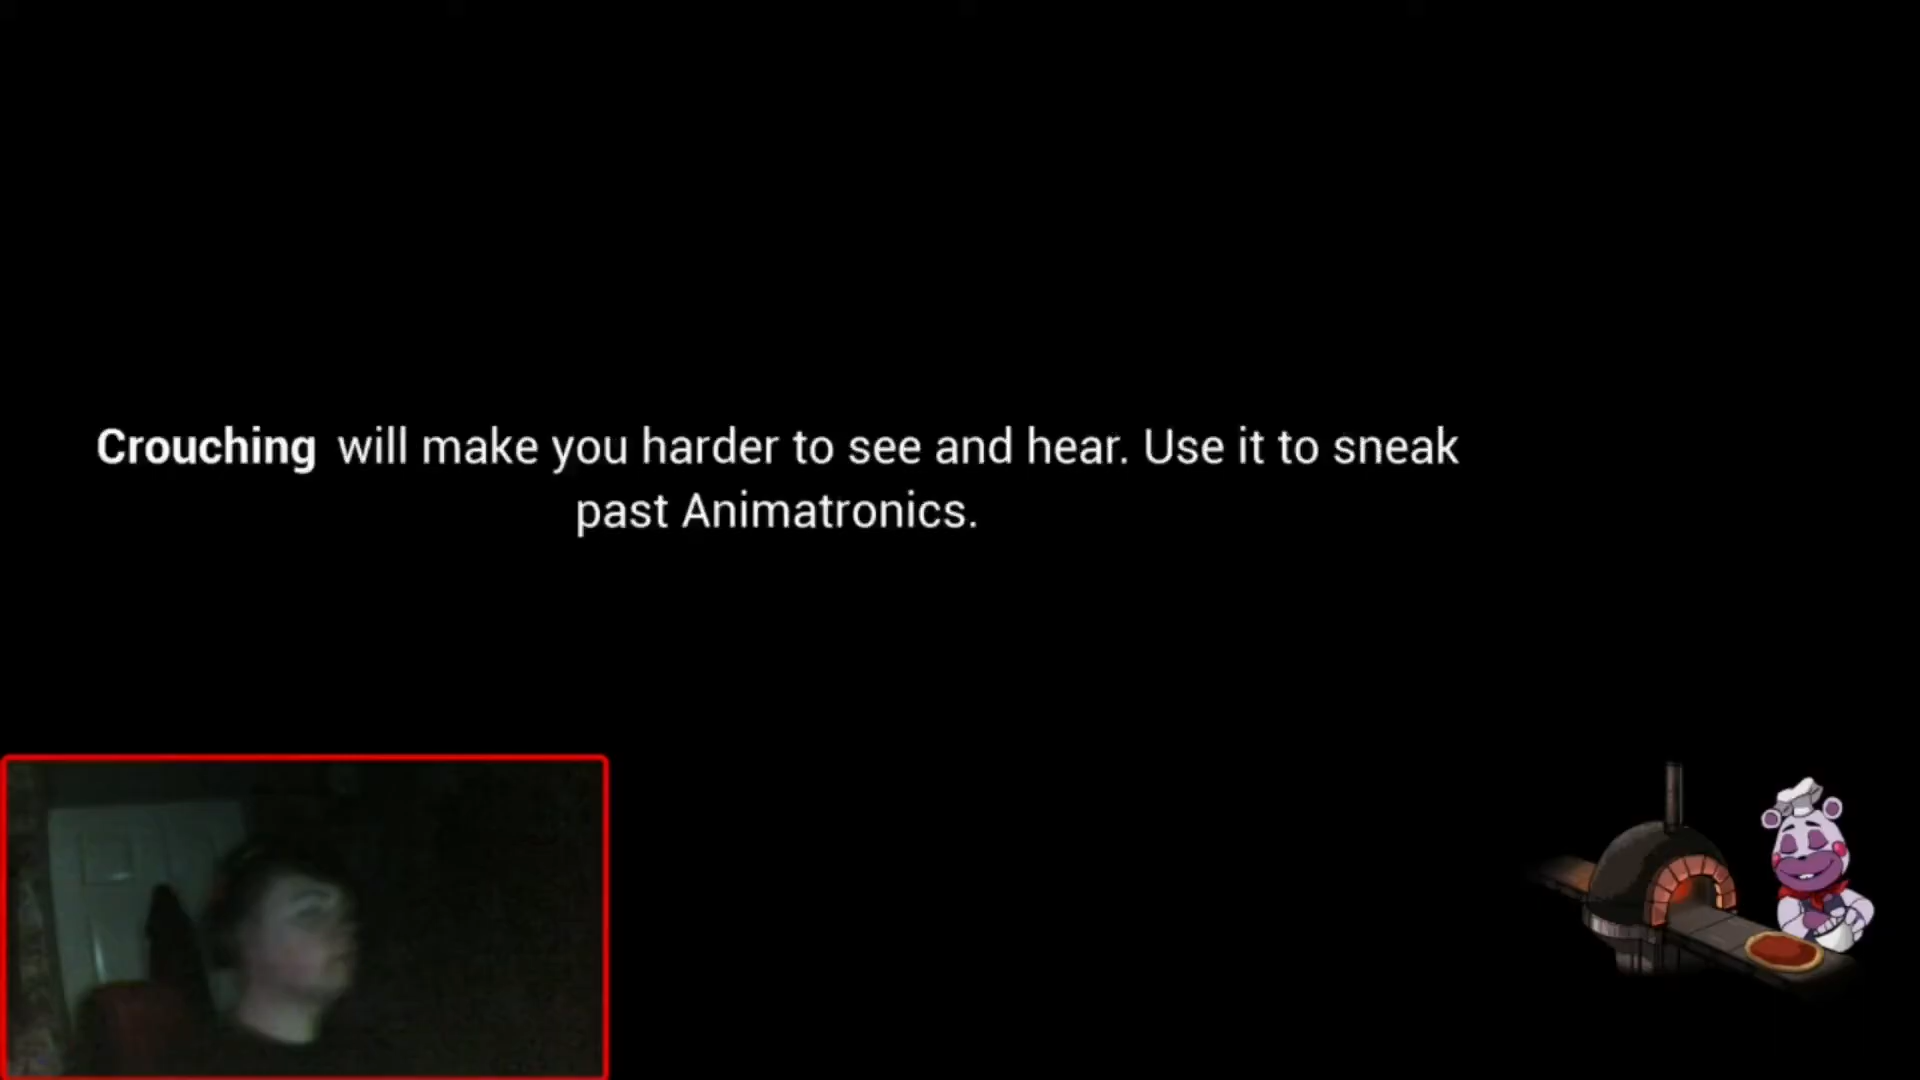 Crouching will make you harder to see and hear. Use it to sneak
past Animatronics.